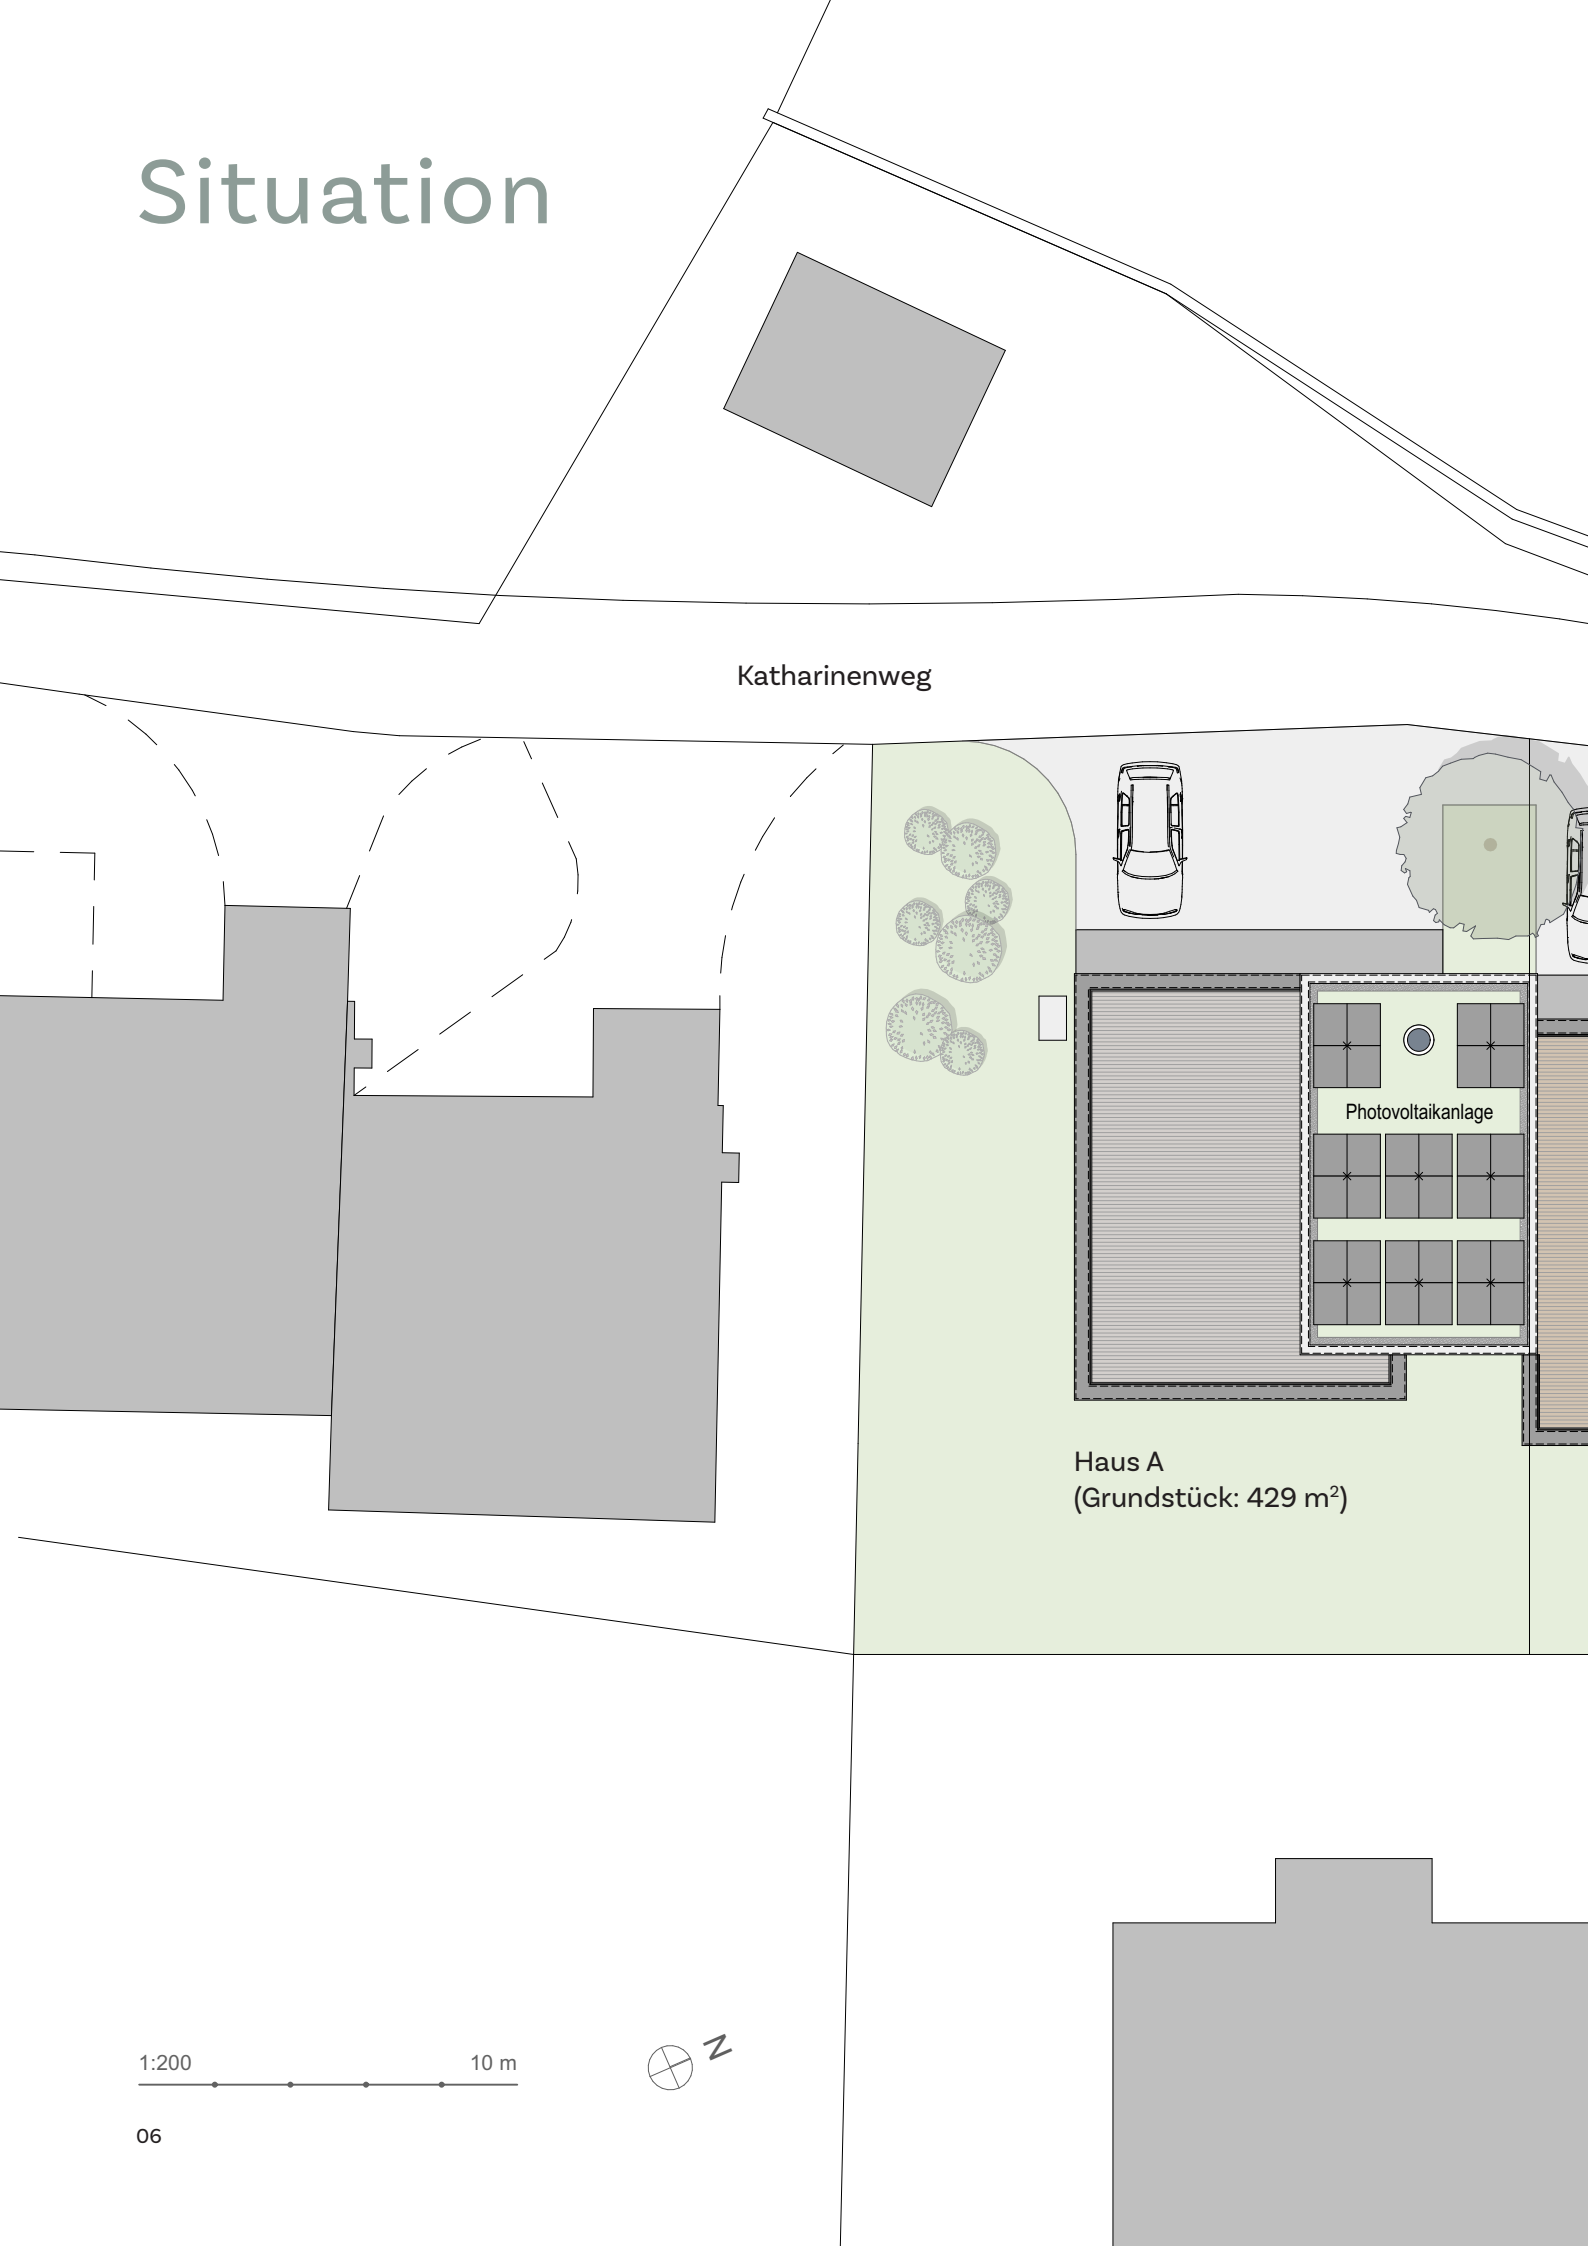 Situation
Katharinenweg
Photovoltaikanlage
Haus A
(Grundstück: 429 m²)
1:200 10 m
N
06